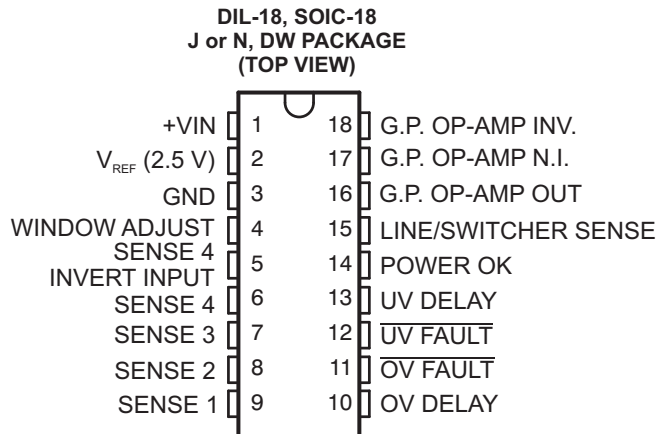 DIL-18, SOIC-18
J or N, DW PACKAGE
(TOP VIEW)
+VIN 1 18 G.P. OP-AMP INV.
VREF (2.5 V) 2 17 G.P. OP-AMP N.I.
GND 3 16 G.P. OP-AMP OUT
WINDOW ADJUST 4 15 LINE/SWITCHER SENSE
SENSE 4
INVERT INPUT 5 14 POWER OK
SENSE 4 6 13 UV DELAY
SENSE 3 7 12 UV FAULT
SENSE 2 8 11 OV FAULT
SENSE 1 9 10 OV DELAY